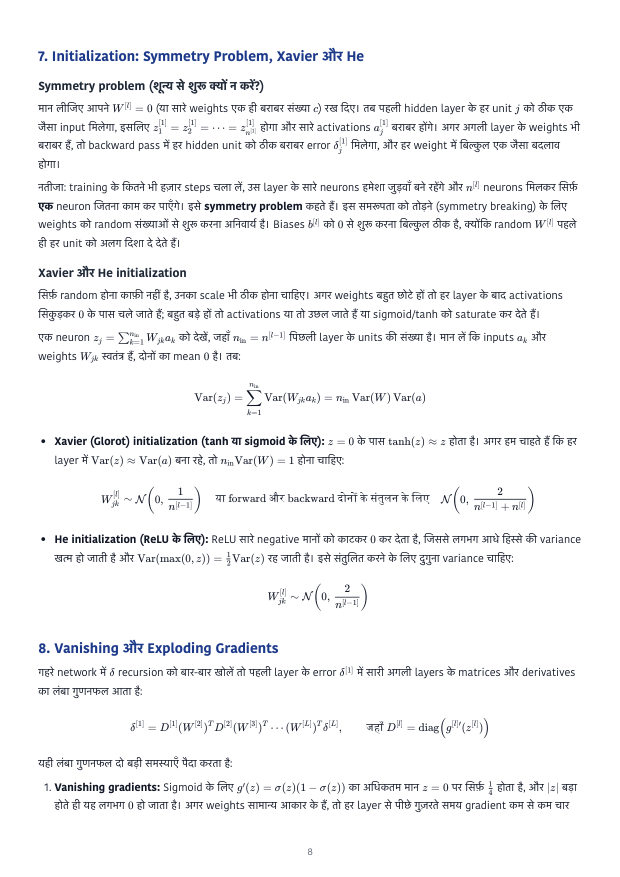 7. Initialization: Symmetry Problem, Xavier और He
Symmetry problem (शून्य से शुरू क्यों न करें?)
मान लीजिए आपने W^{[l]} = 0 (या सारे weights एक ही बराबर संख्या c) रख दिए। तब पहली hidden layer के हर unit j को ठीक एक
जैसा input मिलेगा, इसलिए z_1^{[1]} = z_2^{[1]} = ⋯ = z_{n^{[1]}}^{[1]} होगा और सारे activations a_j^{[1]} बराबर होंगे। अगर अगली layer के weights भी
बराबर हैं, तो backward pass में हर hidden unit को ठीक बराबर error δ_j^{[1]} मिलेगा, और हर weight में बिल्कुल एक जैसा बदलाव
होगा।
नतीजा: training के कितने भी हज़ार steps चला लें, उस layer के सारे neurons हमेशा जुड़वाँ बने रहेंगे और n^{[l]} neurons मिलकर सिर्फ़
एक neuron जितना काम कर पाएँगे। इसे symmetry problem कहते हैं। इस समरूपता को तोड़ने (symmetry breaking) के लिए
weights को random संख्याओं से शुरू करना अनिवार्य है। Biases b^{[l]} को 0 से शुरू करना बिल्कुल ठीक है, क्योंकि random W^{[l]} पहले
ही हर unit को अलग दिशा दे देते हैं।
Xavier और He initialization
सिर्फ़ random होना काफ़ी नहीं है, उनका scale भी ठीक होना चाहिए। अगर weights बहुत छोटे हों तो हर layer के बाद activations
सिकुड़कर 0 के पास चले जाते हैं; बहुत बड़े हों तो activations या तो उछल जाते हैं या sigmoid/tanh को saturate कर देते हैं।
एक neuron z_j = \sum_{k=1}^{n_{in}} W_{jk} a_k को देखें, जहाँ n_{in} = n^{[l-1]} पिछली layer के units की संख्या है। मान लें कि inputs a_k और
weights W_{jk} स्वतंत्र हैं, दोनों का mean 0 है। तब:
Var(z_j) = \sum_{k=1}^{n_{in}} Var(W_{jk} a_k) = n_{in} Var(W) Var(a)
• Xavier (Glorot) initialization (tanh या sigmoid के लिए): z = 0 के पास tanh(z) ≈ z होता है। अगर हम चाहते हैं कि हर
layer में Var(z) ≈ Var(a) बना रहे, तो n_{in}Var(W) = 1 होना चाहिए:
W_{jk}^{[l]} ∼ 𝒩(0, \frac{1}{n^{[l-1]}}) या forward और backward दोनों के संतुलन के लिए 𝒩(0, \frac{2}{n^{[l-1]} + n^{[l]}})
• He initialization (ReLU के लिए): ReLU सारे negative मानों को काटकर 0 कर देता है, जिससे लगभग आधे हिस्से की variance
खत्म हो जाती है और Var(max(0, z)) = \frac{1}{2}Var(z) रह जाती है। इसे संतुलित करने के लिए दुगुना variance चाहिए:
W_{jk}^{[l]} ∼ 𝒩(0, \frac{2}{n^{[l-1]}})
8. Vanishing और Exploding Gradients
गहरे network में δ recursion को बार-बार खोलें तो पहली layer के error δ^{[1]} में सारी अगली layers के matrices और derivatives
का लंबा गुणनफल आता है:
δ^{[1]} = D^{[1]}(W^{[2]})^T D^{[2]}(W^{[3]})^T ⋯ (W^{[L]})^T δ^{[L]}, जहाँ D^{[l]} = diag(g^{[l]}′(z^{[l]}))
यही लंबा गुणनफल दो बड़ी समस्याएँ पैदा करता है:
1. Vanishing gradients: Sigmoid के लिए g′(z) = σ(z)(1 − σ(z)) का अधिकतम मान z = 0 पर सिर्फ़ \frac{1}{4} होता है, और |z| बड़ा
होते ही यह लगभग 0 हो जाता है। अगर weights सामान्य आकार के हैं, तो हर layer से पीछे गुज़रते समय gradient कम से कम चार
8